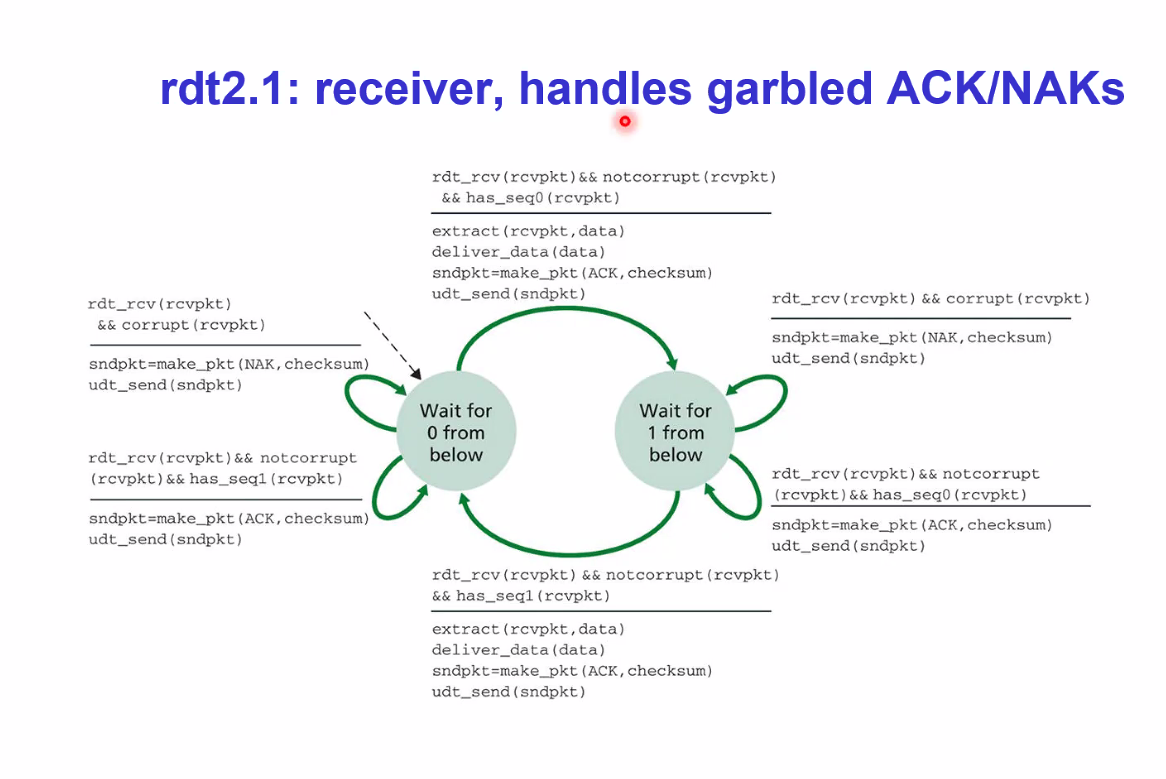 rdt2.1: receiver, handles garbled ACK/NAKs
rdt_rcv(rcvpkt)&& notcorrupt(rcvpkt)
&& has_seq0(rcvpkt)
extract(rcvpkt,data)
deliver_data(data)
sndpkt=make_pkt(ACK,checksum)
udt_send(sndpkt)
rdt_rcv(rcvpkt)
&& corrupt(rcvpkt)
sndpkt=make_pkt(NAK,checksum)
udt_send(sndpkt)
rdt_rcv(rcvpkt) && corrupt(rcvpkt)
sndpkt=make_pkt(NAK,checksum)
udt_send(sndpkt)
Wait for
0 from
below
Wait for
1 from
below
rdt_rcv(rcvpkt)&& notcorrupt
(rcvpkt)&& has_seq1(rcvpkt)
sndpkt=make_pkt(ACK,checksum)
udt_send(sndpkt)
rdt_rcv(rcvpkt)&& notcorrupt
(rcvpkt)&& has_seq0(rcvpkt)
sndpkt=make_pkt(ACK,checksum)
udt_send(sndpkt)
rdt_rcv(rcvpkt) && notcorrupt(rcvpkt)
&& has_seq1(rcvpkt)
extract(rcvpkt,data)
deliver_data(data)
sndpkt=make_pkt(ACK,checksum)
udt_send(sndpkt)